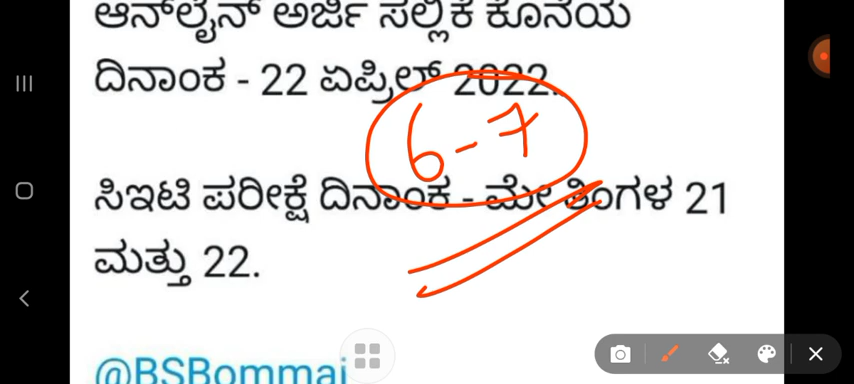 ಆನ್‌ಲೈನ್ ಅರ್ಜಿ ಸಲ್ಲಿಕೆ ಕೊನೆಯ
ದಿನಾಂಕ - 22 ಏಪ್ರಿಲ್ 2022.
6-7
ಸಿಇಟಿ ಪರೀಕ್ಷೆ ದಿನಾಂಕ - ಮೇ ತಿಂಗಳ 21
ಮತ್ತು 22.
@BSBommai